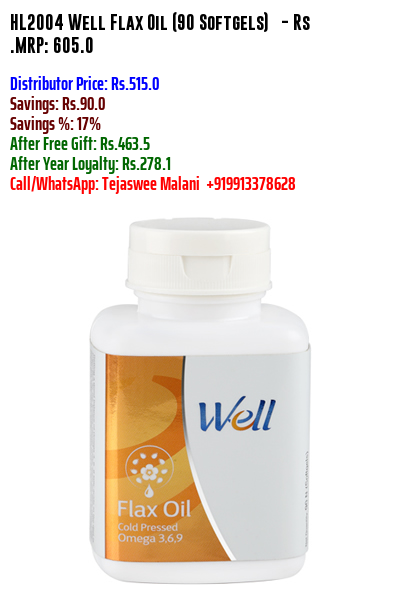 HL2004 Well Flax Oil (90 Softgels) - Rs
.MRP: 605.0
Distributor Price: Rs.515.0
Savings: Rs.90.0
Savings %: 17%
After Free Gift: Rs.463.5
After Year Loyalty: Rs.278.1
Call/WhatsApp: Tejaswee Malani +919913378628
Well
Flax Oil
Cold Pressed
Omega 3,6,9